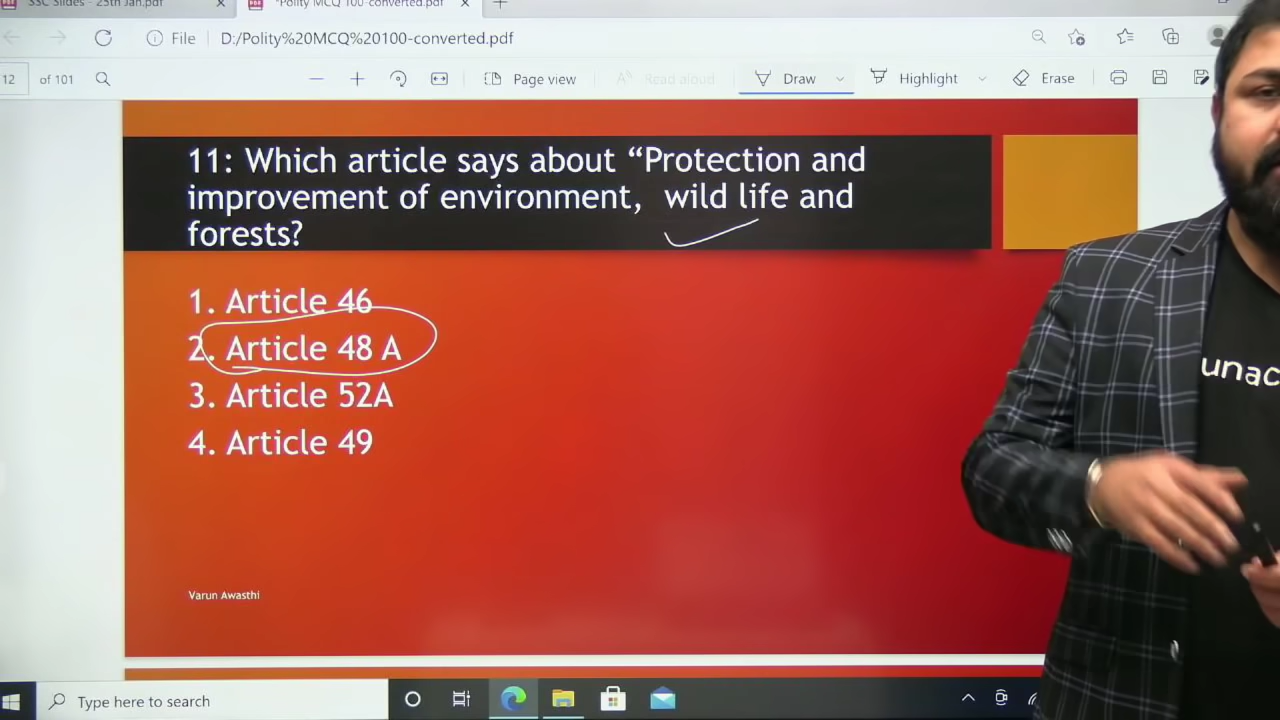 SSC Slides - 25th Jan.pdf
Polity MCQ 100-converted.pdf
File D:/Polity%20MCQ%20100-converted.pdf
12 of 101 Page view Read aloud Draw Highlight Erase
11: Which article says about “Protection and
improvement of environment, wild life and
forests?
1. Article 46
2. Article 48 A
3. Article 52A
4. Article 49
unac
Varun Awasthi
Type here to search